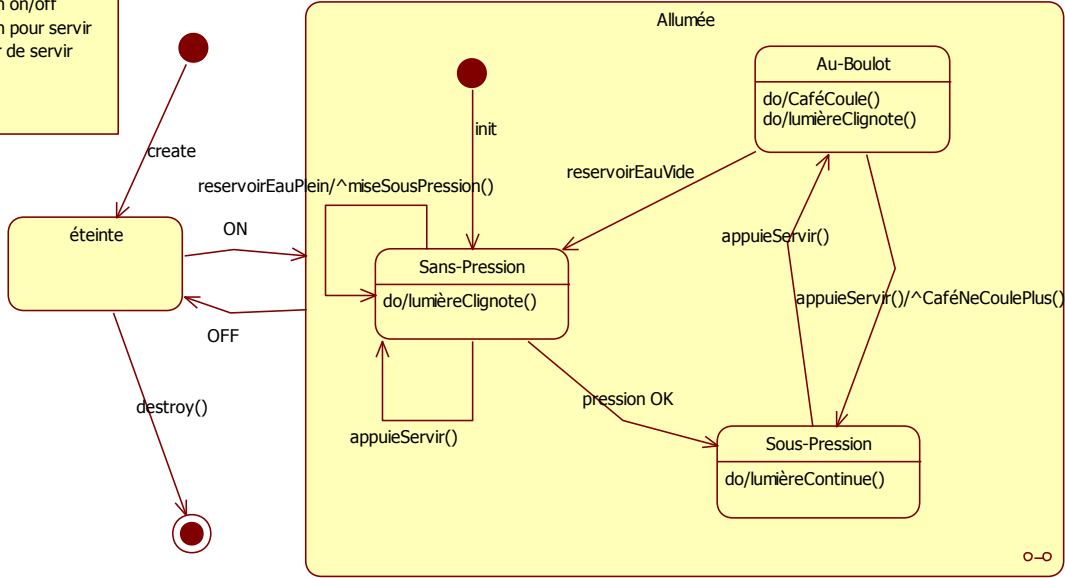 on/off
pour servir
de servir
Allumée
create
init
Au-Boulot
do/CaféCoule()
do/lumièreClignote()
reservoirEauVide
reservoirEauPlein/^miseSousPression()
éteinte
ON
OFF
Sans-Pression
do/lumièreClignote()
appuieServir()
appuieServir()/^CaféNeCoulePlus()
pression OK
destroy()
appuieServir()
Sous-Pression
do/lumièreContinue()